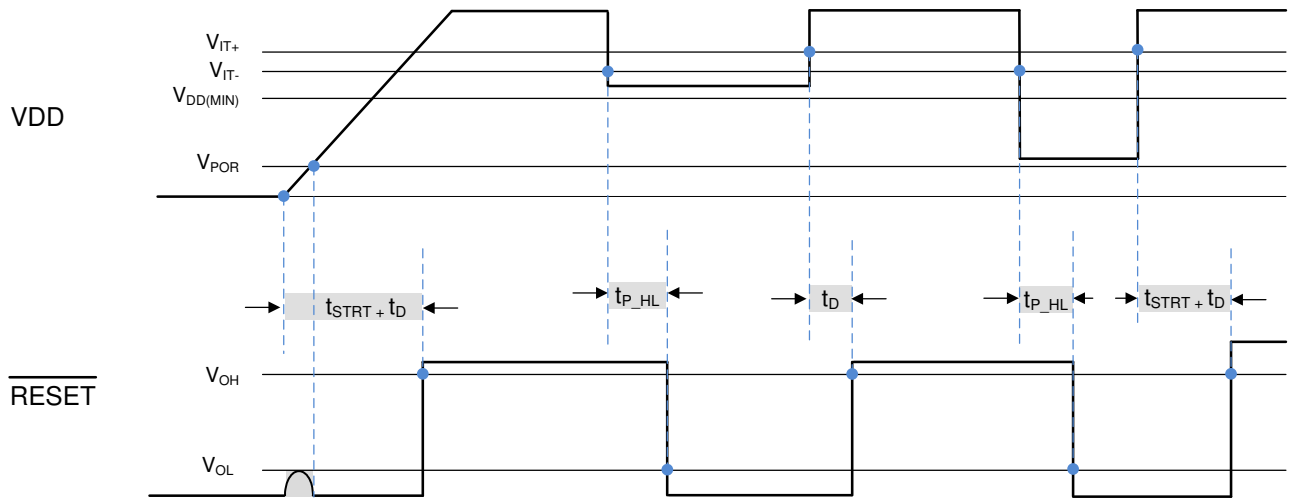 V_IT+
V_IT-
V_DD(MIN)
VDD
V_POR
t_STRT + t_D
t_P_HL
t_D
t_P_HL
t_STRT + t_D
V_OH
RESET
V_OL